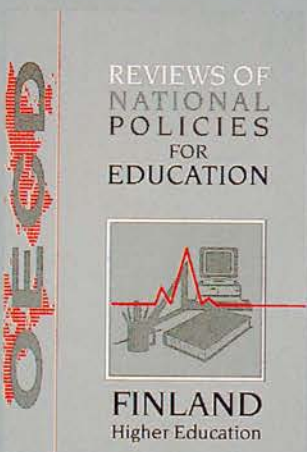 OECD
REVIEWS OF
NATIONAL
POLICIES
FOR
EDUCATION
FINLAND
Higher Education